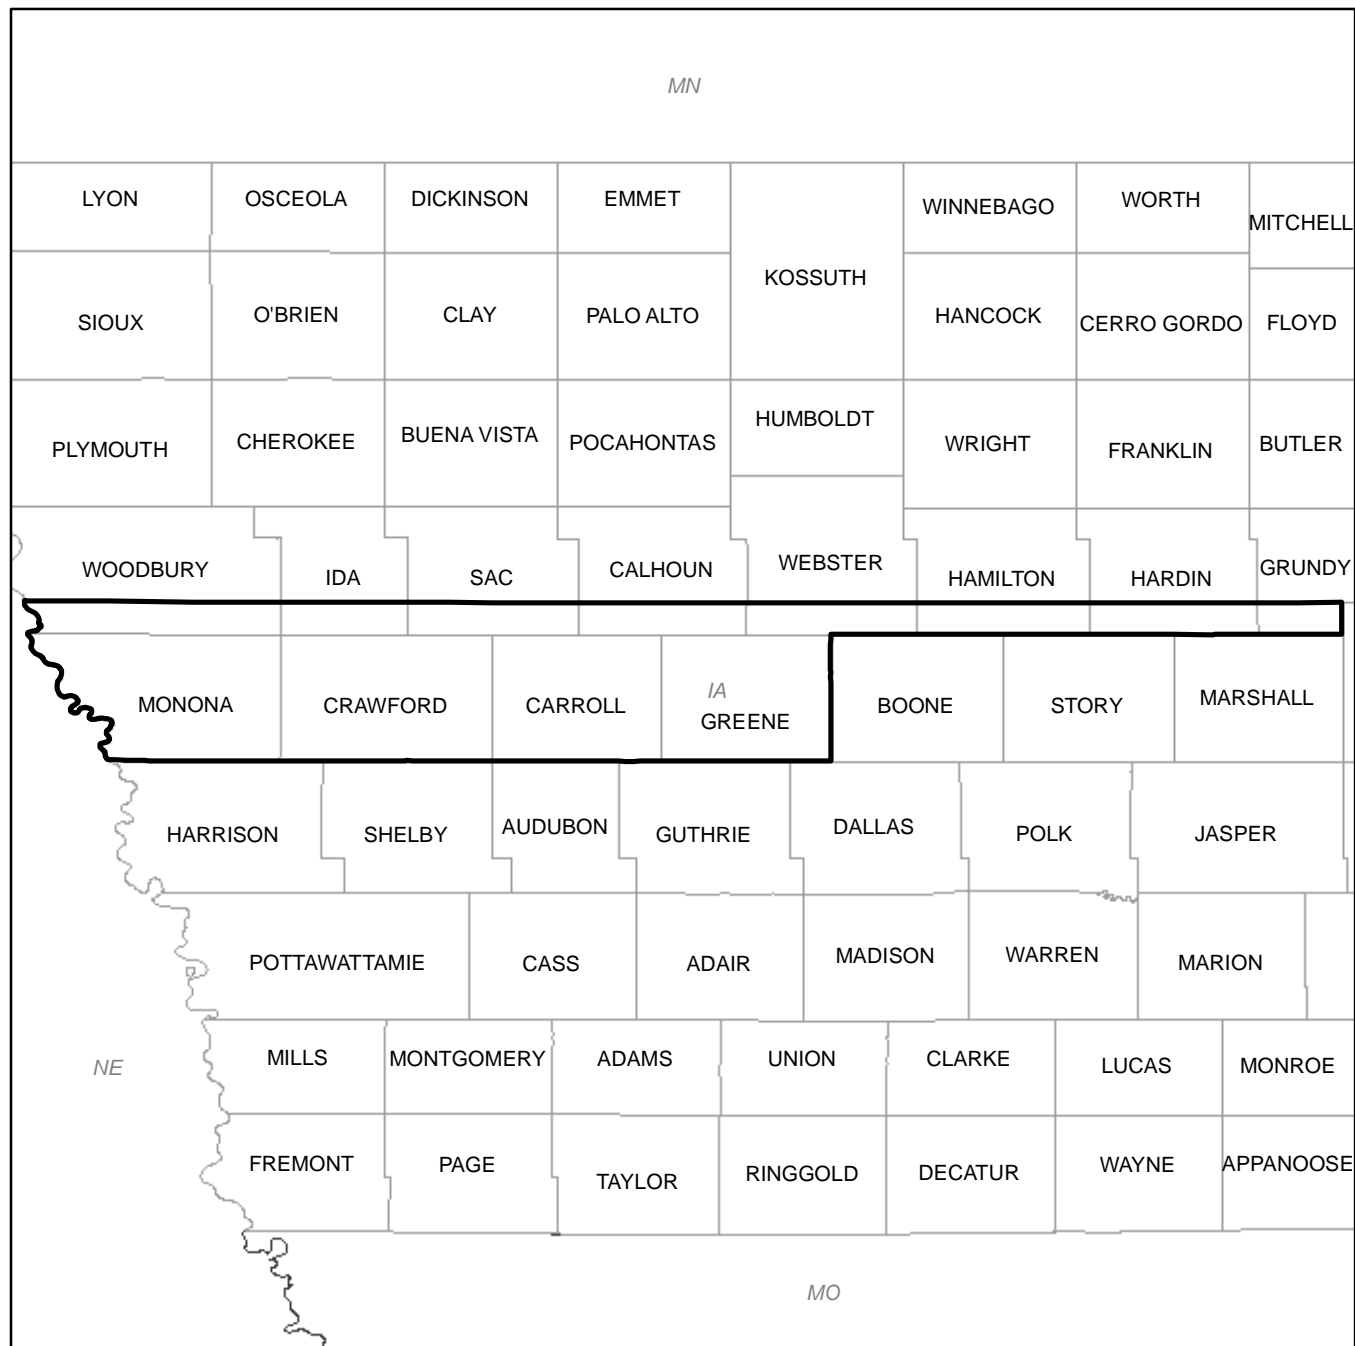 MN
LYON OSCEOLA DICKINSON EMMET WINNEBAGO WORTH MITCHELL
KOSSUTH
SIOUX O'BRIEN CLAY PALO ALTO HANCOCK CERRO GORDO FLOYD
PLYMOUTH CHEROKEE BUENA VISTA POCAHONTAS HUMBOLDT WRIGHT FRANKLIN BUTLER
WOODBURY IDA SAC CALHOUN WEBSTER HAMILTON HARDIN GRUNDY
IA
MONONA CRAWFORD CARROLL GREENE BOONE STORY MARSHALL
HARRISON SHELBY AUDUBON GUTHRIE DALLAS POLK JASPER
POTTAWATTAMIE CASS ADAIR MADISON WARREN MARION
NE
MILLS MONTGOMERY ADAMS UNION CLARKE LUCAS MONROE
FREMONT PAGE TAYLOR RINGGOLD DECATUR WAYNE APPANOOSE
MO